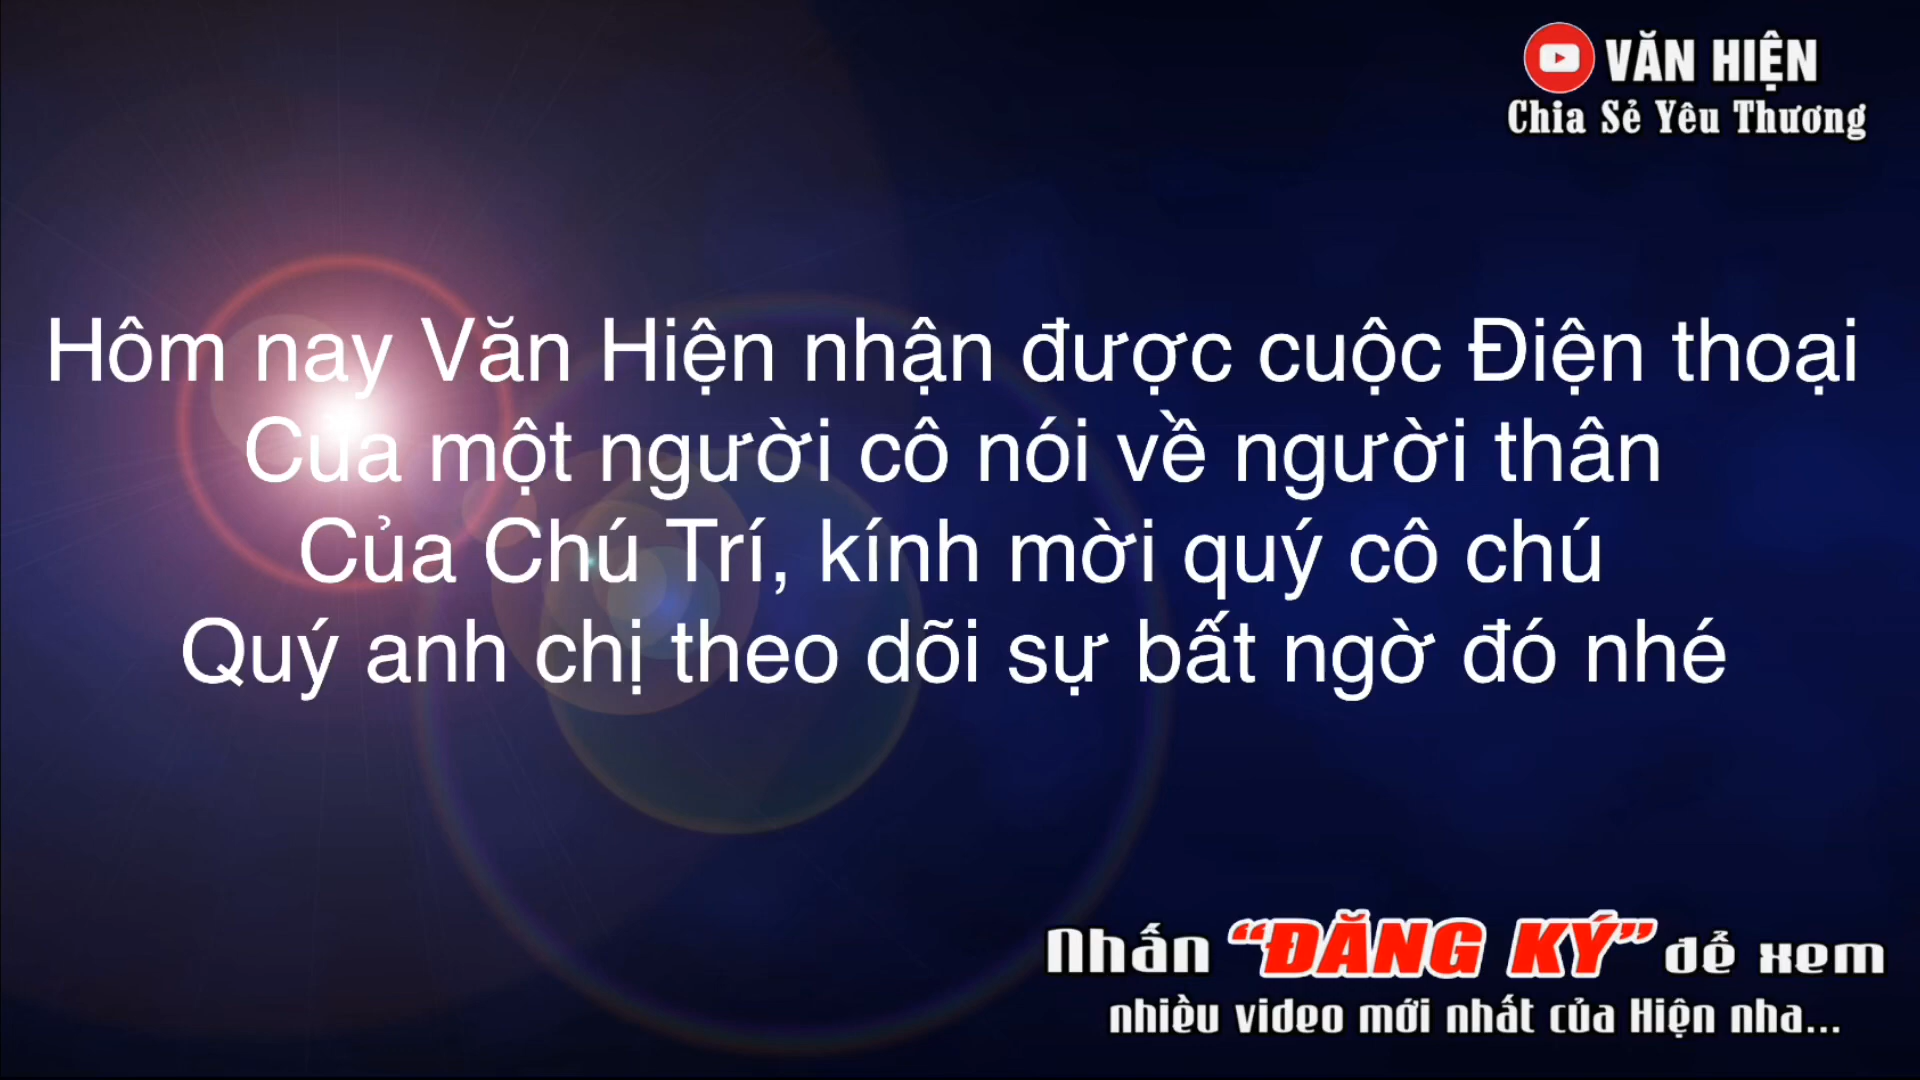 VĂN HIỆN
Chia Sẻ Yêu Thương
Hôm nay Văn Hiện nhận được cuộc Điện thoại
Của một người cô nói về người thân
Của Chú Trí, kính mời quý cô chú
Quý anh chị theo dõi sự bất ngờ đó nhé
Nhấn "ĐĂNG KÝ" để xem
nhiều video mới nhất của Hiện nha...